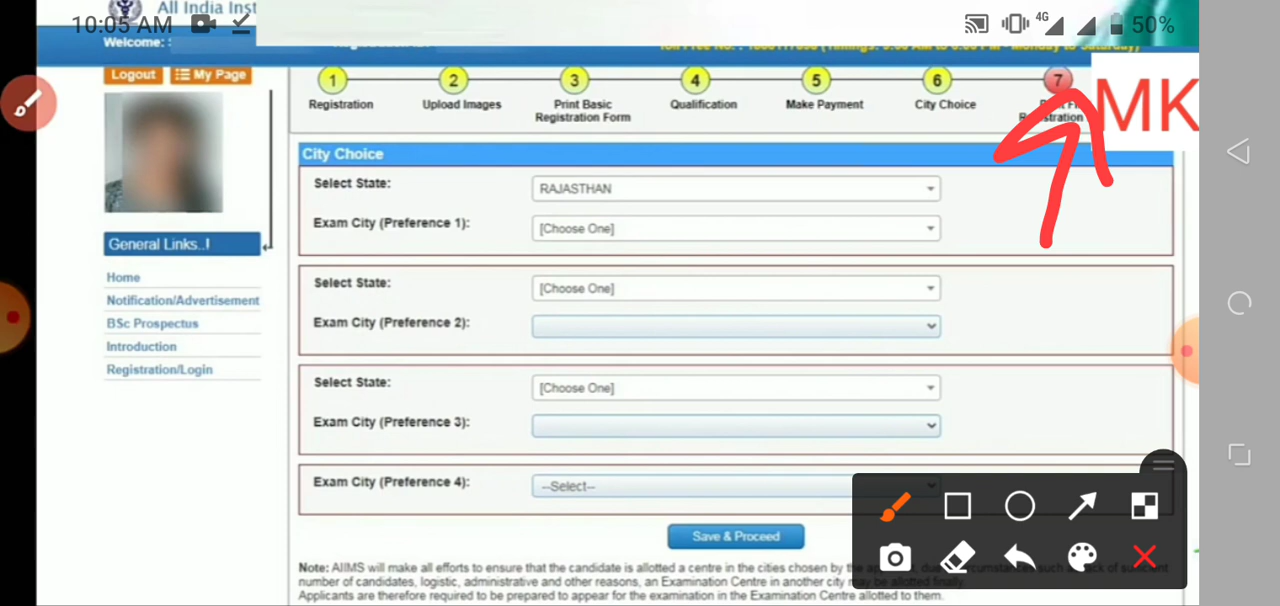 All India Inst
10:05 AM
4G
50%
Welcome:
Logout
My Page
1
2
3
4
5
6
7
Registration
Upload Images
Print Basic
Registration Form
Qualification
Make Payment
City Choice
MK
City Choice
Select State:
RAJASTHAN
Exam City (Preference 1):
[Choose One]
General Links..!
Home
Notification/Advertisement
BSc Prospectus
Introduction
Registration/Login
Select State:
[Choose One]
Exam City (Preference 2):
Select State:
[Choose One]
Exam City (Preference 3):
Exam City (Preference 4):
--Select--
Save & Proceed
Note: AIIMS will make all efforts to ensure that the candidate is allotted a centre in the cities chosen by the
number of candidates, logistic, administrative and other reasons, an Examination Centre in another city may be allotted finally.
Applicants are therefore required to be prepared to appear for the examination in the Examination Centre allotted to them.